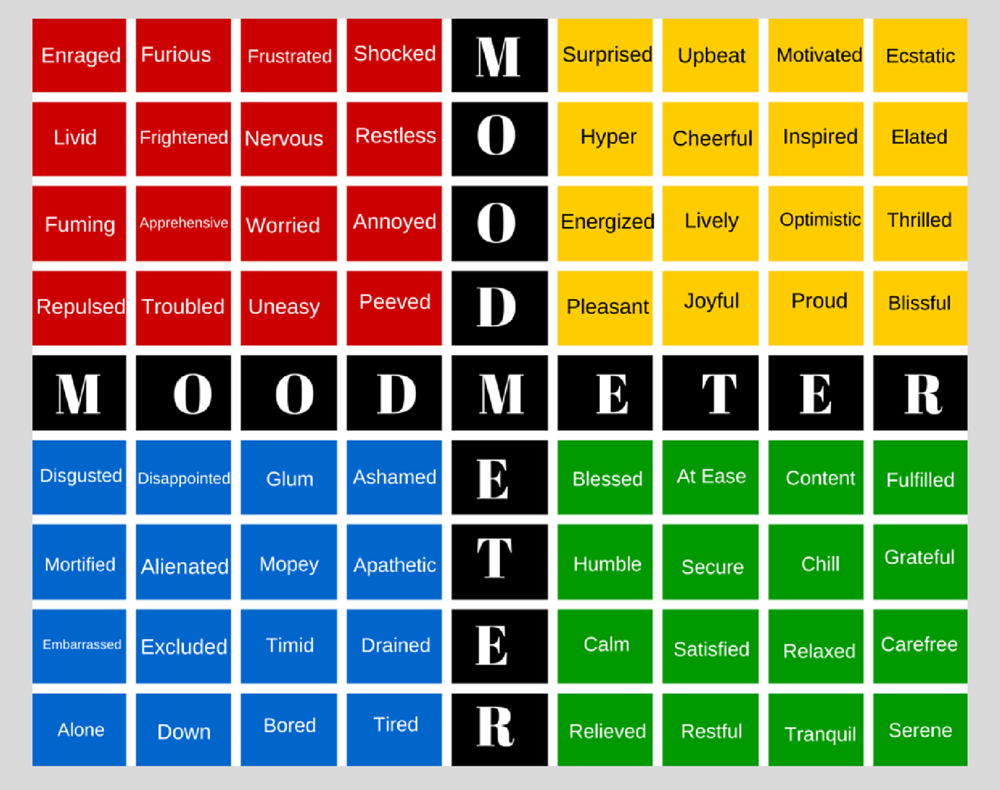 Enraged Furious Frustrated Shocked M Surprised Upbeat Motivated Ecstatic
Livid Frightened Nervous Restless O Hyper Cheerful Inspired Elated
Fuming Apprehensive Worried Annoyed O Energized Lively Optimistic Thrilled
Repulsed Troubled Uneasy Peeved D Pleasant Joyful Proud Blissful
M O O D M E T E R
Disgusted Disappointed Glum Ashamed E Blessed At Ease Content Fulfilled
Mortified Alienated Mopey Apathetic T Humble Secure Chill Grateful
Embarrassed Excluded Timid Drained E Calm Satisfied Relaxed Carefree
Alone Down Bored Tired R Relieved Restful Tranquil Serene